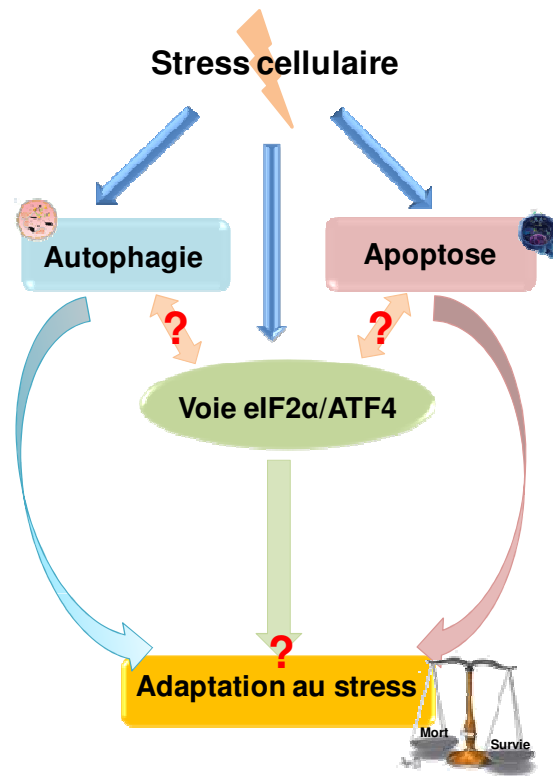 Stress cellulaire
Autophagie
Apoptose
?
?
Voie eIF2α/ATF4
?
Adaptation au stress
Mort
Survie